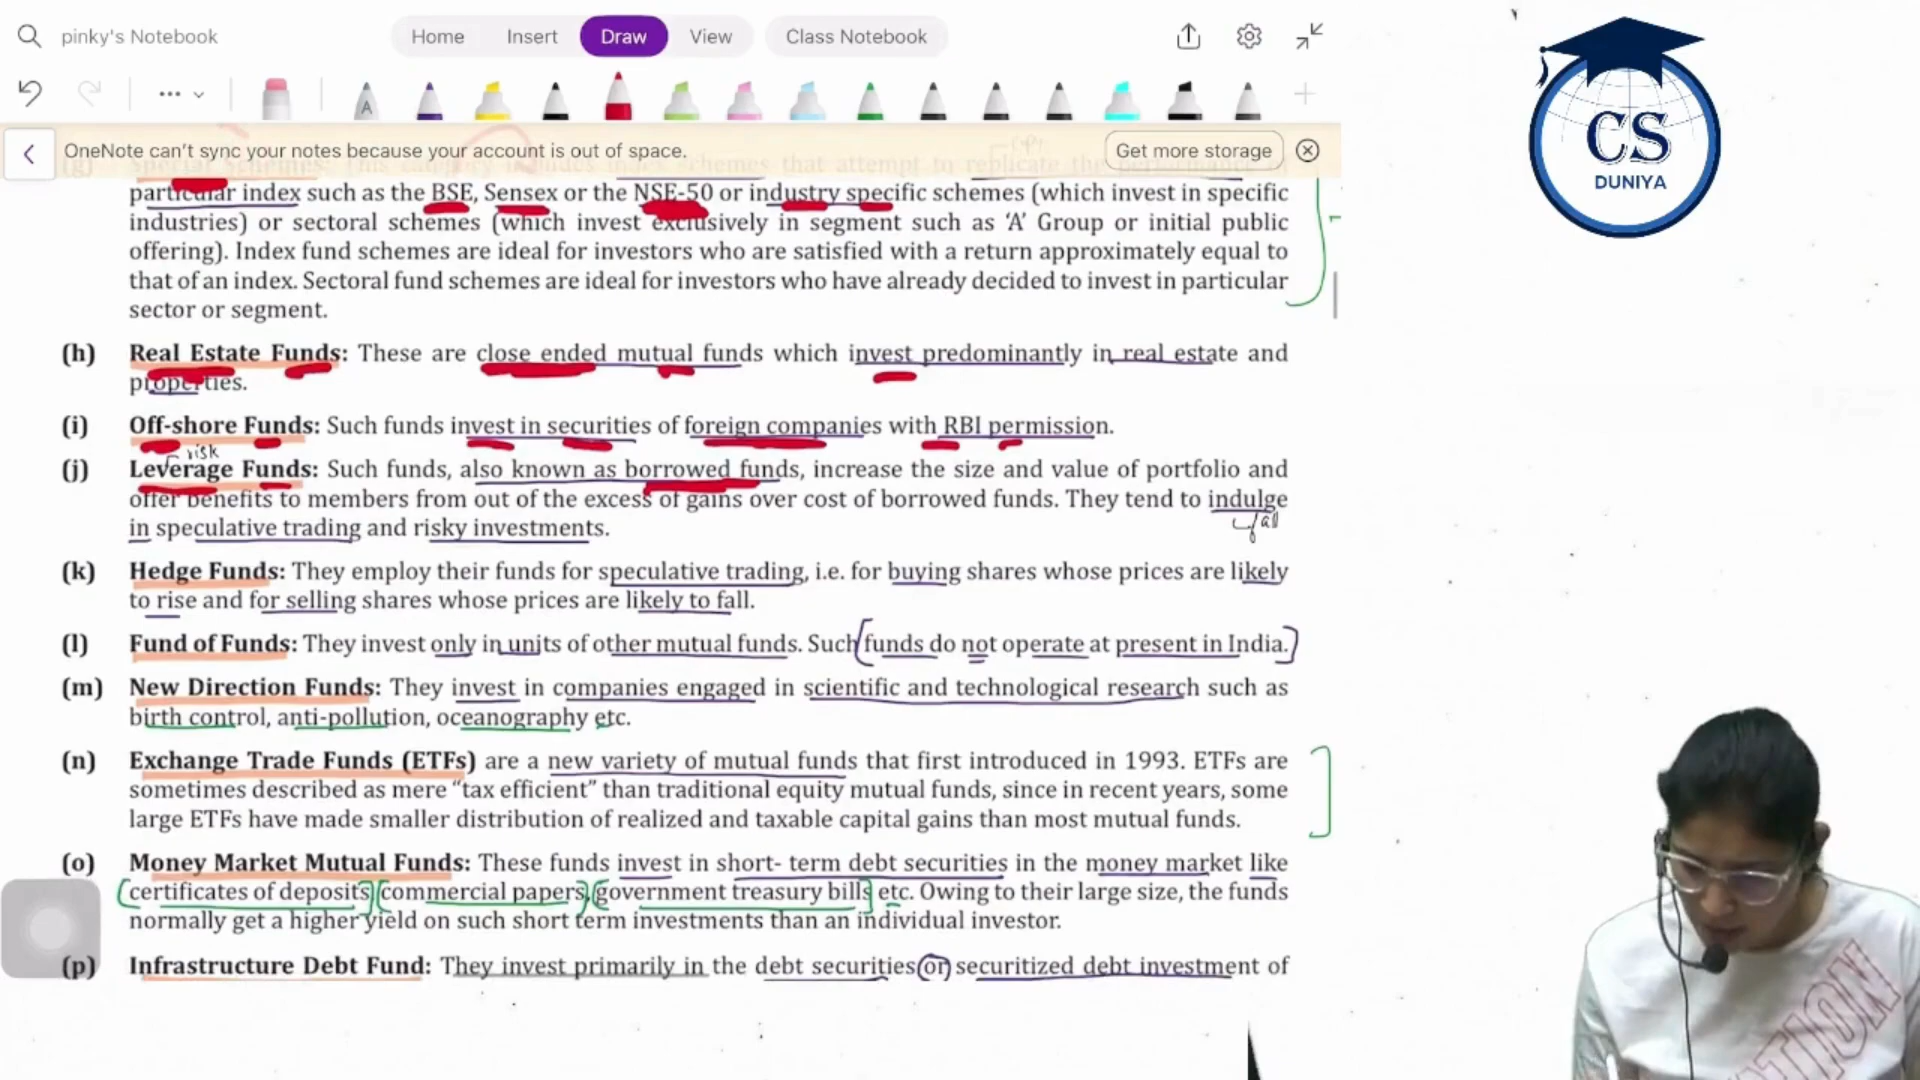 pinky's Notebook
Home Insert Draw View Class Notebook
A
OneNote can't sync your notes because your account is out of space. Get more storage
(g) Special Schemes: This category includes index schemes that attempt to replicate the performance of
particular index such as the BSE, Sensex or the NSE-50 or industry specific schemes (which invest in specific
industries) or sectoral schemes (which invest exclusively in segment such as ‘A’ Group or initial public
offering). Index fund schemes are ideal for investors who are satisfied with a return approximately equal to
that of an index. Sectoral fund schemes are ideal for investors who have already decided to invest in particular
sector or segment.
(h) Real Estate Funds: These are close ended mutual funds which invest predominantly in real estate and
properties.
(i) Off-shore Funds: Such funds invest in securities of foreign companies with RBI permission.
risk
(j) Leverage Funds: Such funds, also known as borrowed funds, increase the size and value of portfolio and
offer benefits to members from out of the excess of gains over cost of borrowed funds. They tend to indulge
in speculative trading and risky investments.
(k) Hedge Funds: They employ their funds for speculative trading, i.e. for buying shares whose prices are likely
to rise and for selling shares whose prices are likely to fall.
(l) Fund of Funds: They invest only in units of other mutual funds. Such funds do not operate at present in India.
(m) New Direction Funds: They invest in companies engaged in scientific and technological research such as
birth control, anti-pollution, oceanography etc.
(n) Exchange Trade Funds (ETFs) are a new variety of mutual funds that first introduced in 1993. ETFs are
sometimes described as mere “tax efficient” than traditional equity mutual funds, since in recent years, some
large ETFs have made smaller distribution of realized and taxable capital gains than most mutual funds.
(o) Money Market Mutual Funds: These funds invest in short- term debt securities in the money market like
certificates of deposits, commercial papers, government treasury bills etc. Owing to their large size, the funds
normally get a higher yield on such short term investments than an individual investor.
(p) Infrastructure Debt Fund: They invest primarily in the debt securities or securitized debt investment of
CS
DUNIYA